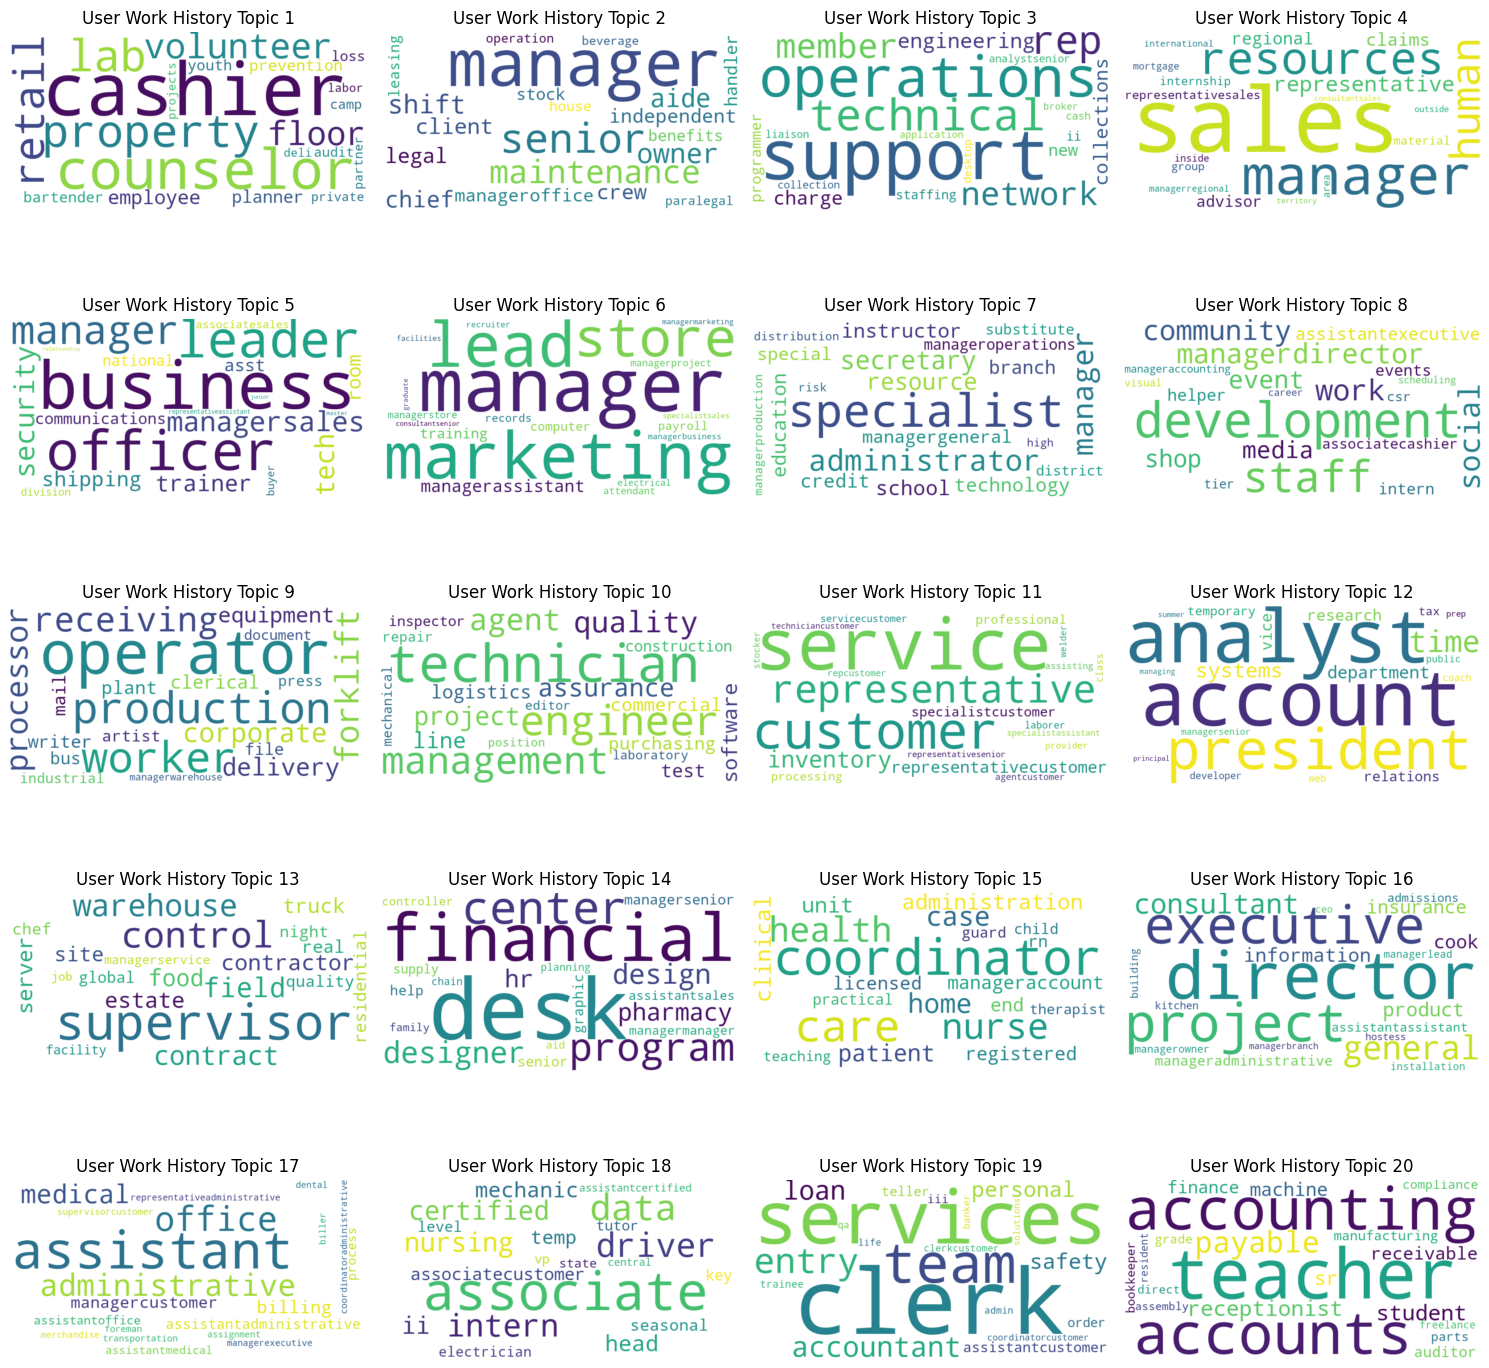 User Work History Topic 1
retail
lab
volunteer
loss
youth
prevention
cashier
projects
labor
camp
property
floor
counselor
deli
audit
partner
bartender
employee
planner
private
User Work History Topic 2
leasing
operation
beverage
manager
handler
stock
house
aide
shift
client
independent
senior
benefits
owner
legal
maintenance
chief
manageroffice
crew
paralegal
User Work History Topic 3
member
engineering
rep
analystsenior
operations
collections
technical
broker
cash
programmer
liaison
application
ii
support
desktop
new
collection
charge
staffing
network
User Work History Topic 4
international
regional
claims
mortgage
resources
human
internship
representative
representativesales
consultantsales
outside
sales
material
inside
group
manager
managerregional
advisor
area
territory
User Work History Topic 5
manager
associatesales
leader
relationship
national
asst
room
security
business
junior
representativeassistant
master
communications
managersales
officer
tech
shipping
trainer
buyer
division
User Work History Topic 6
recruiter
managermarketing
facilities
lead
store
managerproject
graduate
manager
managerstore
records
specialistsales
consultantsenior
computer
payroll
training
managerbusiness
marketing
managerassistant
electrical
attendant
User Work History Topic 7
distribution
instructor
substitute
manageroperations
special
secretary
branch
manager
risk
resource
managerproduction
education
specialist
managergeneral
high
administrator
district
credit
school
technology
User Work History Topic 8
community
assistantexecutive
managerdirector
manageraccounting
event
events
visual
career
scheduling
helper
work
csr
social
development
media
associatecashier
shop
staff
tier
intern
User Work History Topic 9
processor
receiving
equipment
forklift
document
operator
mail
plant
clerical
press
production
writer
artist
corporate
bus
worker
file
delivery
industrial
managerwarehouse
User Work History Topic 10
inspector
agent
quality
repair
construction
technician
mechanical
logistics
assurance
software
editor
commercial
project
engineer
line
position
purchasing
management
laboratory
test
User Work History Topic 11
servicecustomer
professional
techniciancustomer
welder
stocker
service
assisting
class
repcustomer
representative
specialistcustomer
customer
laborer
specialistassistant
representativesenior
provider
inventory
representativecustomer
processing
agentcustomer
User Work History Topic 12
summer
temporary
vice
research
tax
prep
analyst
time
public
managing
systems
department
coach
account
managersenior
president
principal
developer
web
relations
User Work History Topic 13
warehouse
truck
chef
control
night
server
site
real
residential
managerservice
contractor
job
global
food
field
quality
estate
supervisor
facility
contract
User Work History Topic 14
controller
center
managersenior
financial
supply
chain
hr
planning
design
help
desk
graphic
assistantsales
pharmacy
family
managermanager
designer
aid
senior
program
User Work History Topic 15
clinical
unit
administration
health
case
guard
child
rn
coordinator
licensed
manageraccount
practical
home
end
therapist
care
nurse
teaching
patient
registered
User Work History Topic 16
consultant
ceo
admissions
insurance
executive
cook
building
information
managerlead
director
kitchen
product
project
assistantassistant
hostess
managerowner
managerbranch
general
manageradministrative
installation
User Work History Topic 17
medical
representativeadministrative
dental
supervisorcustomer
office
biller
coordinatoradministrative
assistant
process
administrative
managercustomer
billing
assistantoffice
assistantadministrative
foreman
merchandise
transportation
assignment
managerexecutive
assistantmedical
User Work History Topic 18
mechanic
assistantcertified
certified
data
level
tutor
nursing
temp
driver
vp
state
central
associatecustomer
key
associate
ii
intern
seasonal
head
electrician
User Work History Topic 19
loan
teller
iii
personal
services
banker
solutions
qa
life
clerkcustomer
entry
team
safety
trainee
clerk
admin
order
coordinatorcustomer
accountant
assistantcustomer
User Work History Topic 20
finance
machine
compliance
accounting
grade
payable
manufacturing
bookkeeper
resident
receivable
teacher
sr
direct
assembly
receptionist
student
accounts
freelance
parts
auditor